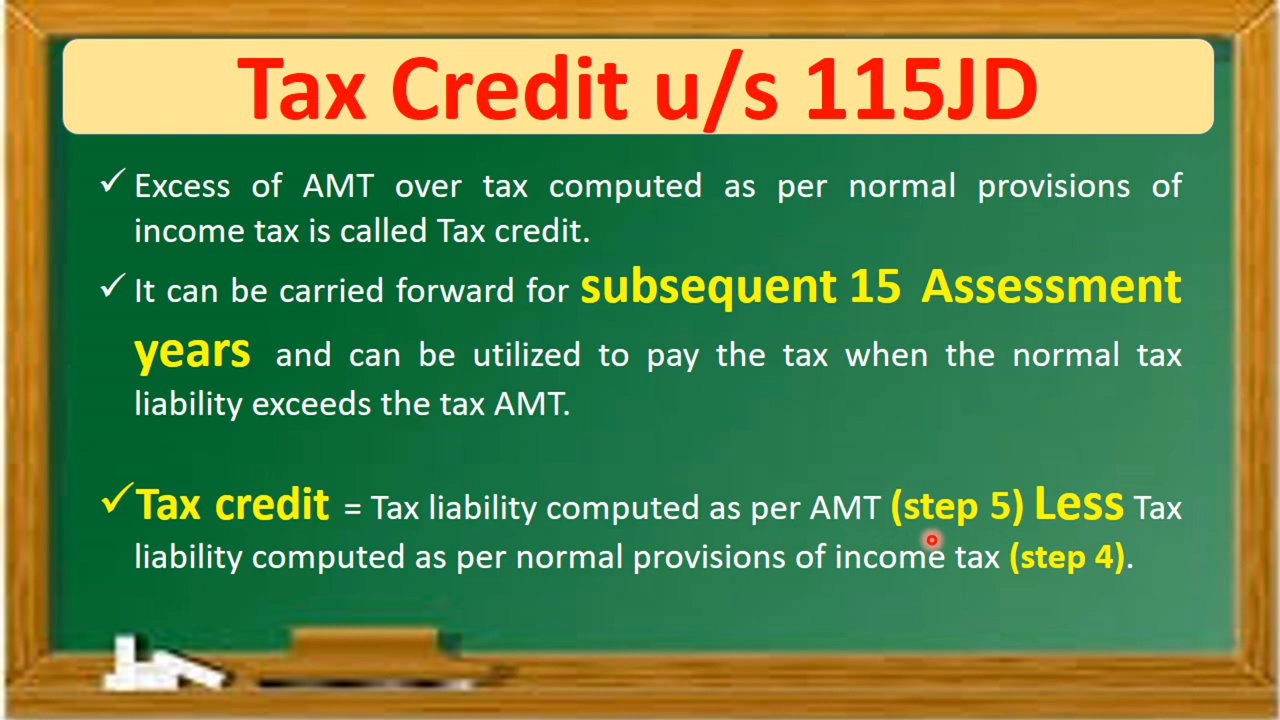 Tax Credit u/s 115JD
✓ Excess of AMT over tax computed as per normal provisions of
income tax is called Tax credit.
✓ It can be carried forward for subsequent 15 Assessment
years and can be utilized to pay the tax when the normal tax
liability exceeds the tax AMT.
✓ Tax credit = Tax liability computed as per AMT (step 5) Less Tax
liability computed as per normal provisions of income tax (step 4).